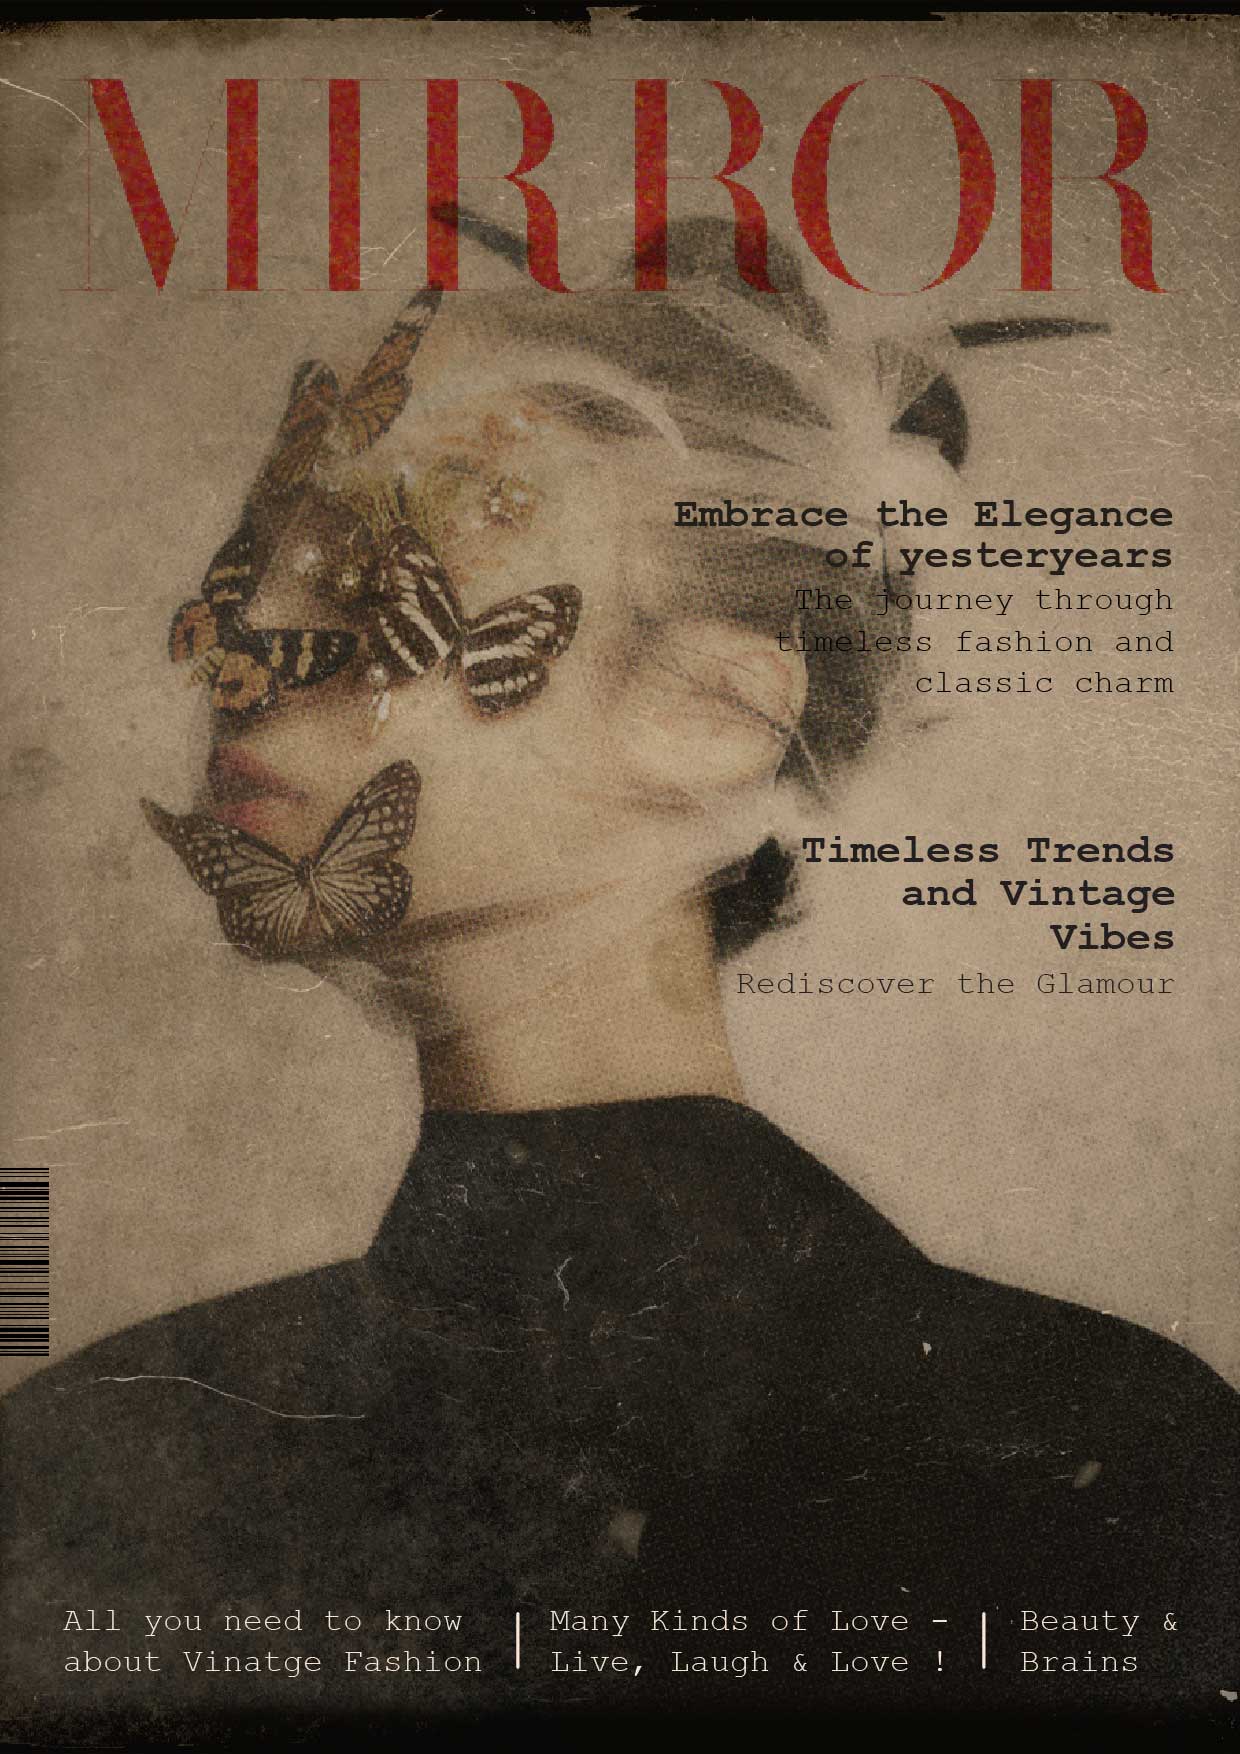 MIRROR
Embrace the Elegance
of yesteryears
The journey through
timeless fashion and
classic charm
Timeless Trends
and Vintage
Vibes
Rediscover the Glamour
All you need to know
about Vinatge Fashion
Many Kinds of Love -
Live, Laugh & Love !
Beauty &
Brains